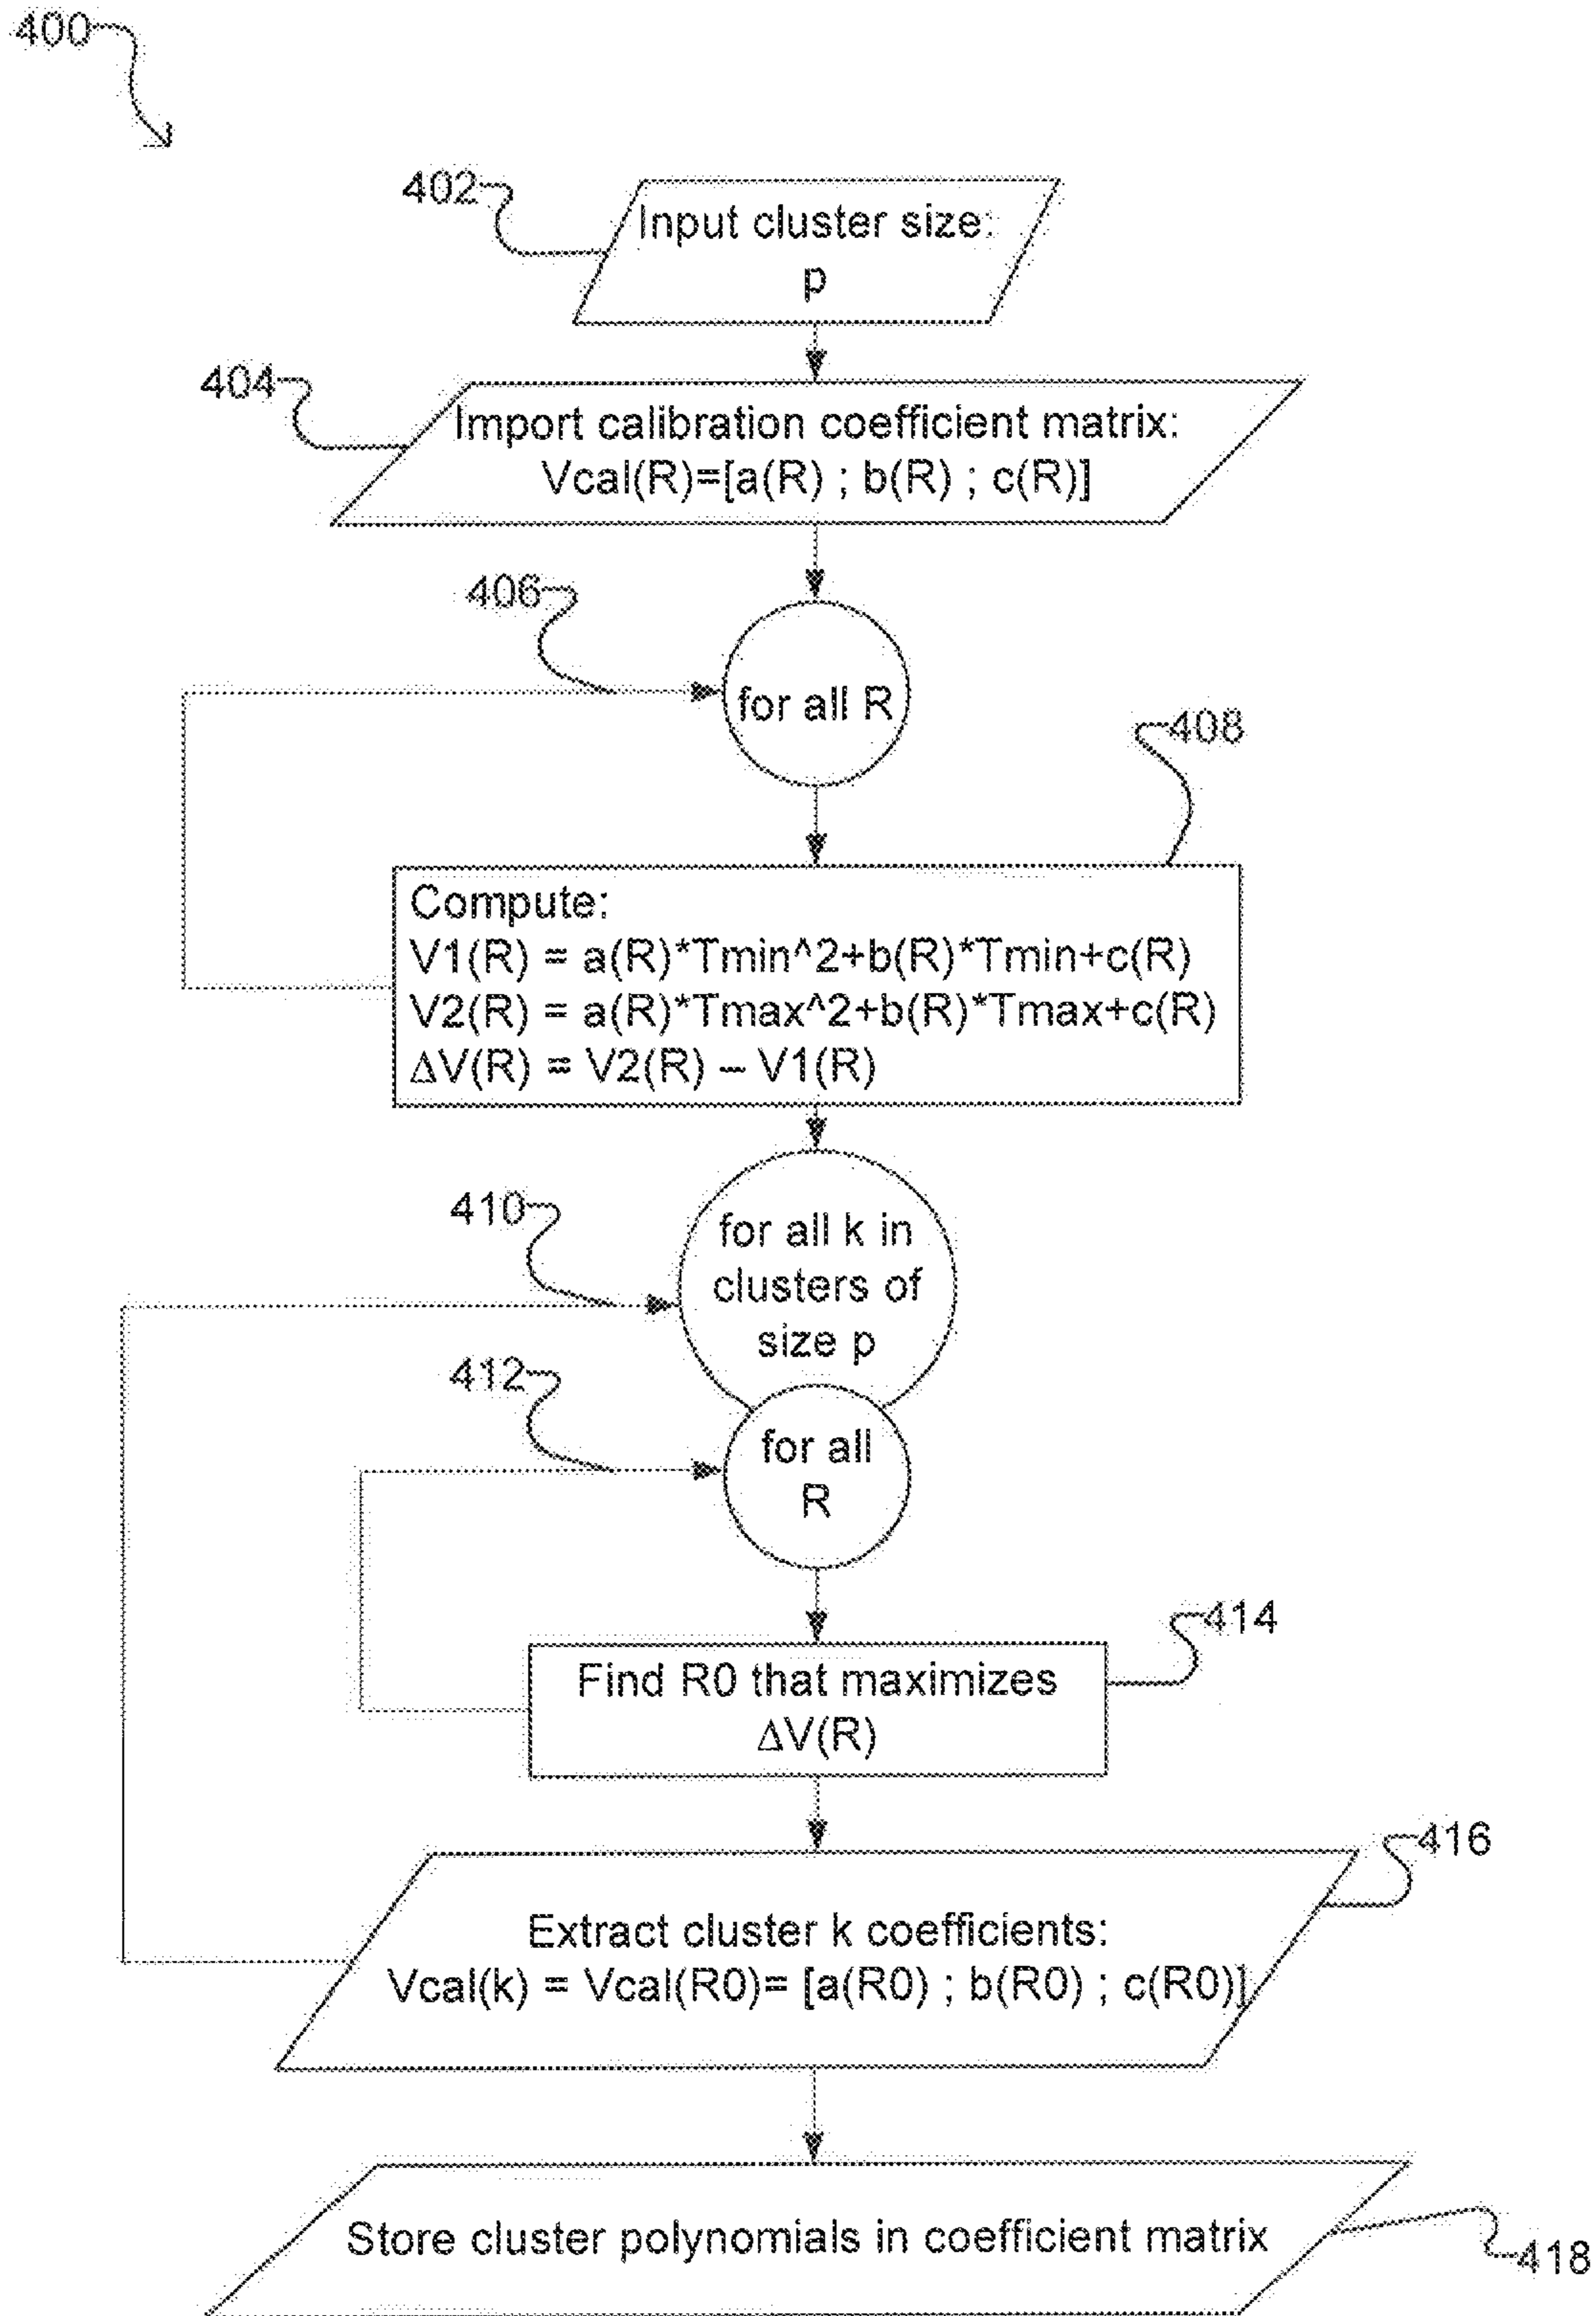 400
402
Input cluster size:
p
404
Import calibration coefficient matrix:
Vcal(R)=[a(R) ; b(R) ; c(R)]
406
for all R
408
Compute:
V1(R) = a(R)*Tmin^2+b(R)*Tmin+c(R)
V2(R) = a(R)*Tmax^2+b(R)*Tmax+c(R)
ΔV(R) = V2(R) – V1(R)
410
for all k in
clusters of
size p
412
for all
R
414
Find R0 that maximizes
ΔV(R)
416
Extract cluster k coefficients:
Vcal(k) = Vcal(R0)= [a(R0) ; b(R0) ; c(R0)]
Store cluster polynomials in coefficient matrix
418